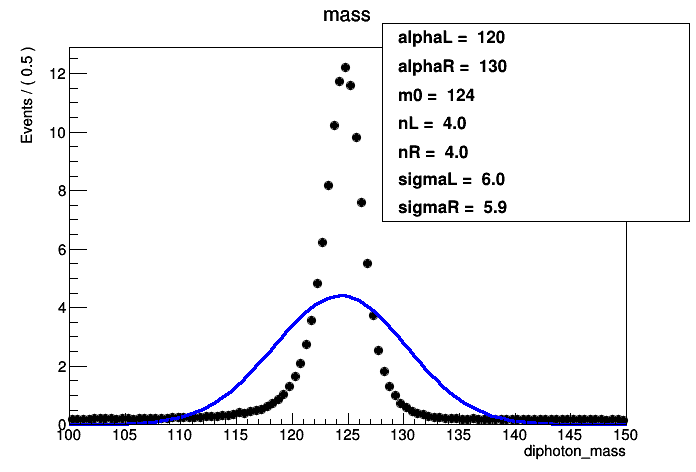 mass
alphaL = 120
alphaR = 130
m0 = 124
nL = 4.0
nR = 4.0
sigmaL = 6.0
sigmaR = 5.9
Events / ( 0.5 )
12
10
8
6
4
2
0
100 105 110 115 120 125 130 135 140 145 150
diphoton_mass